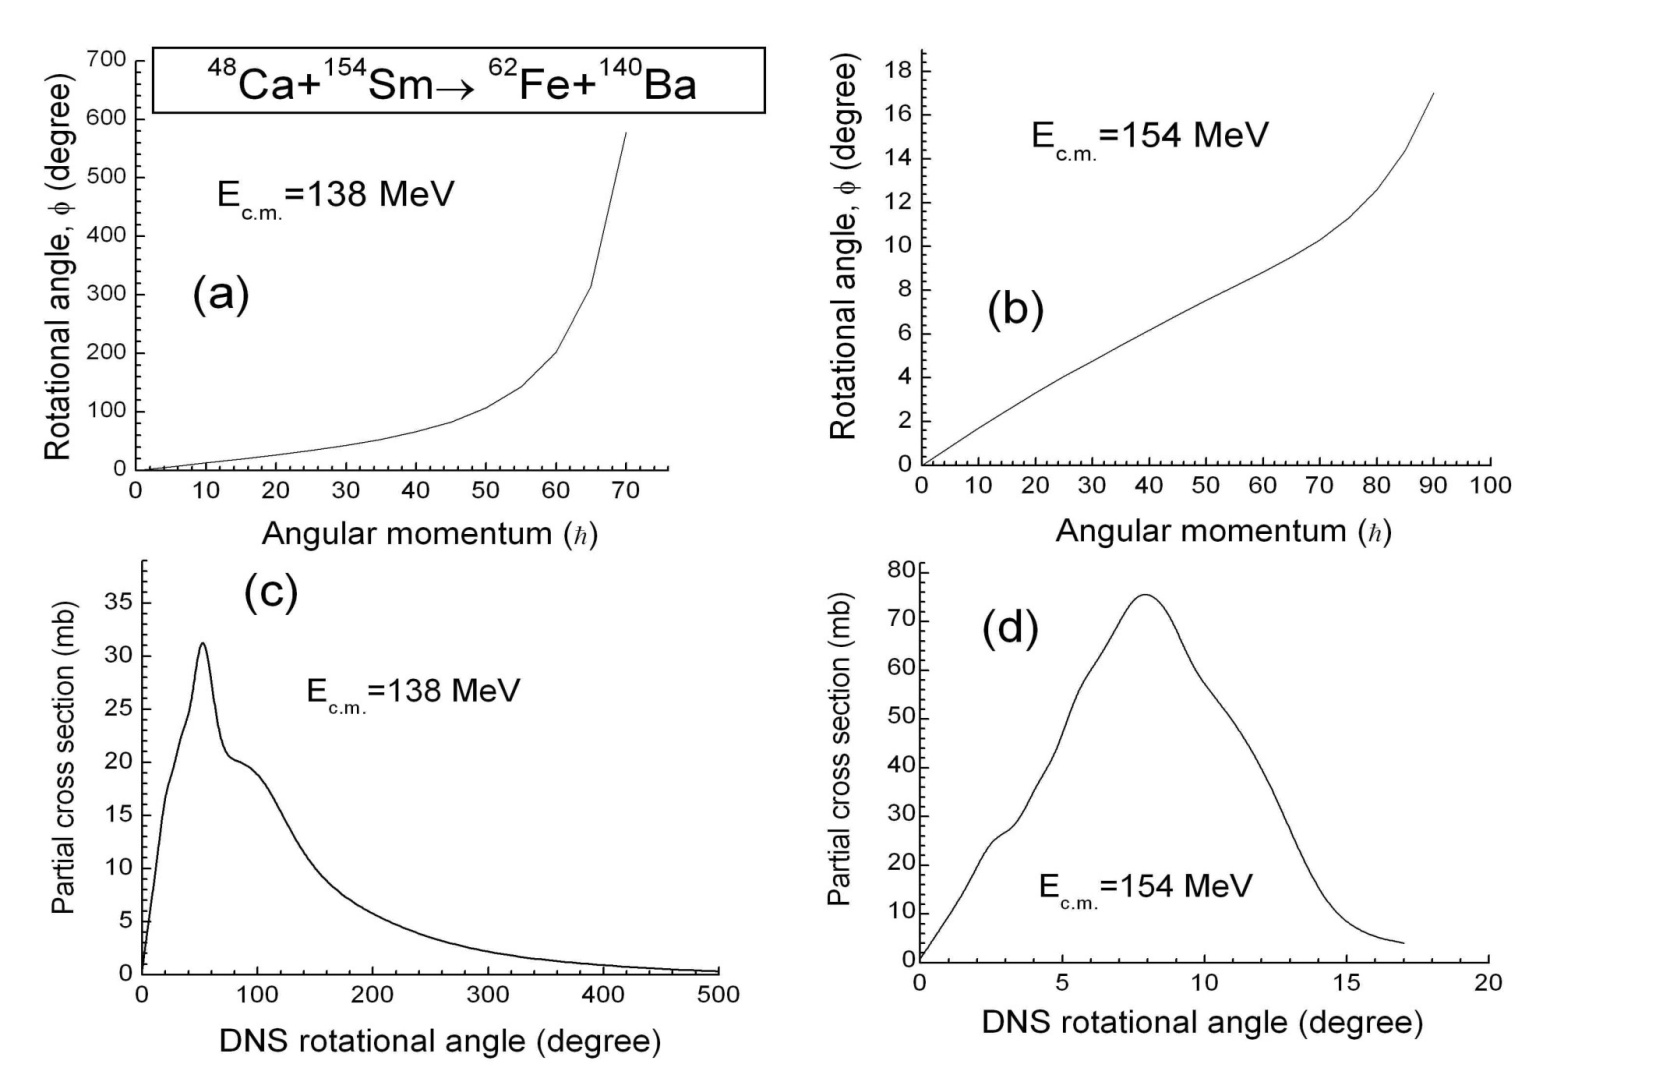 ⁴⁸Ca+¹⁵⁴Sm→ ⁶²Fe+¹⁴⁰Ba
700
600
500
400
300
200
100
0
Rotational angle, ϕ (degree)
E_c.m.=138 MeV
(a)
0 10 20 30 40 50 60 70
Angular momentum (ħ)
18
16
14
12
10
8
6
4
2
0
Rotational angle, ϕ (degree)
E_c.m.=154 MeV
(b)
0 10 20 30 40 50 60 70 80 90 100
Angular momentum (ħ)
(c)
35
30
25
20
15
10
5
0
Partial cross section (mb)
E_c.m.=138 MeV
0 100 200 300 400 500
DNS rotational angle (degree)
80
70
60
50
40
30
20
10
0
Partial cross section (mb)
(d)
E_c.m.=154 MeV
0 5 10 15 20
DNS rotational angle (degree)